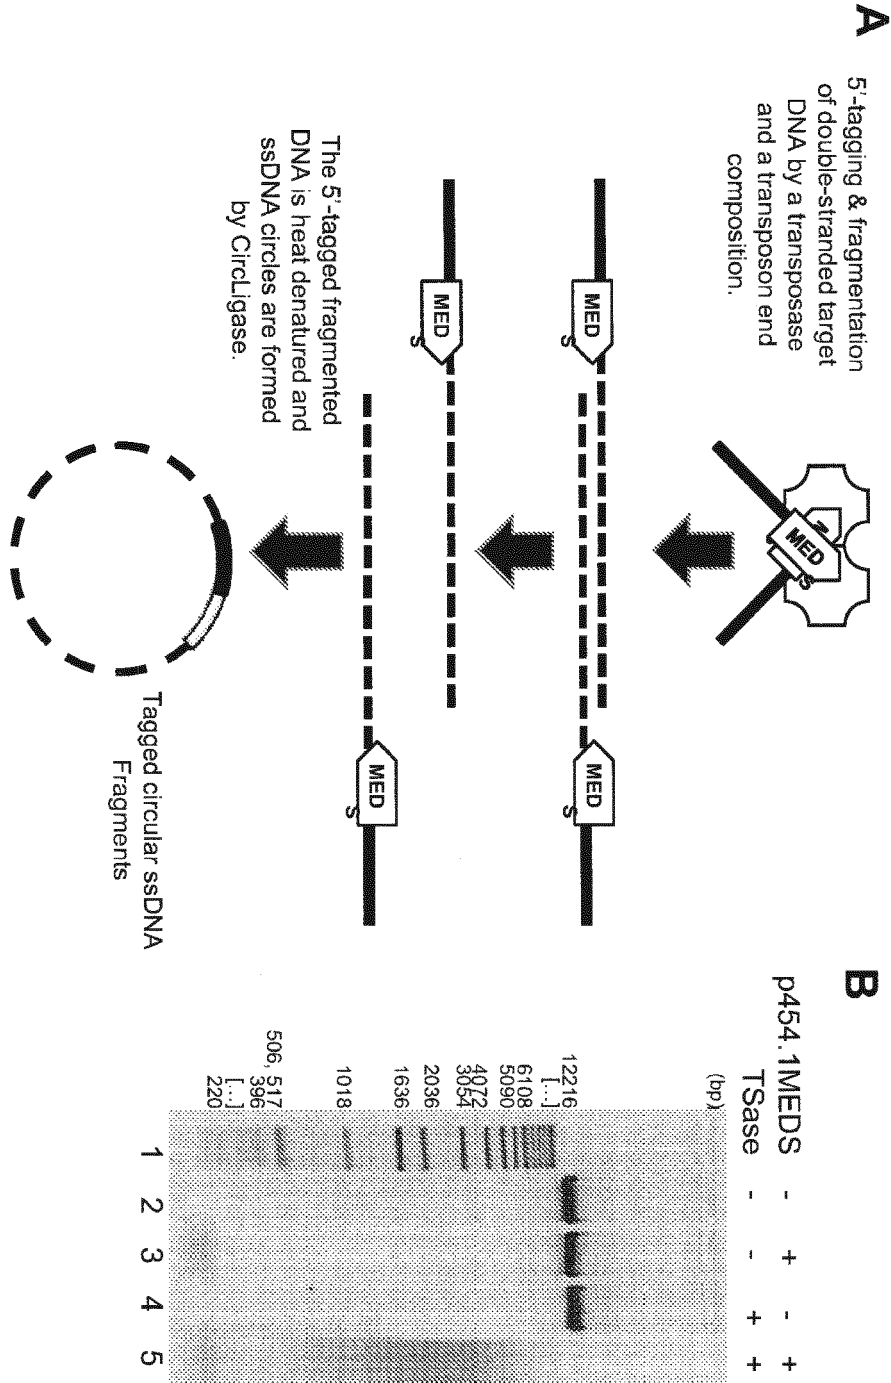 A
5'-tagging & fragmentation
of double-stranded target
DNA by a transposase
and a transposon end
composition.
MED
S
MED
S
MED
S
MED
S
MED
S
The 5'-tagged fragmented
DNA is heat denatured and
ssDNA circles are formed
by CircLigase.
Tagged circular ssDNA
Fragments
B
p454.1MEDS - + - +
TSase - - + +
(bp)
12216
[...]
6108
5090
4072
3054
2036
1636
1018
506, 517
396
[...]
220
1 2 3 4 5